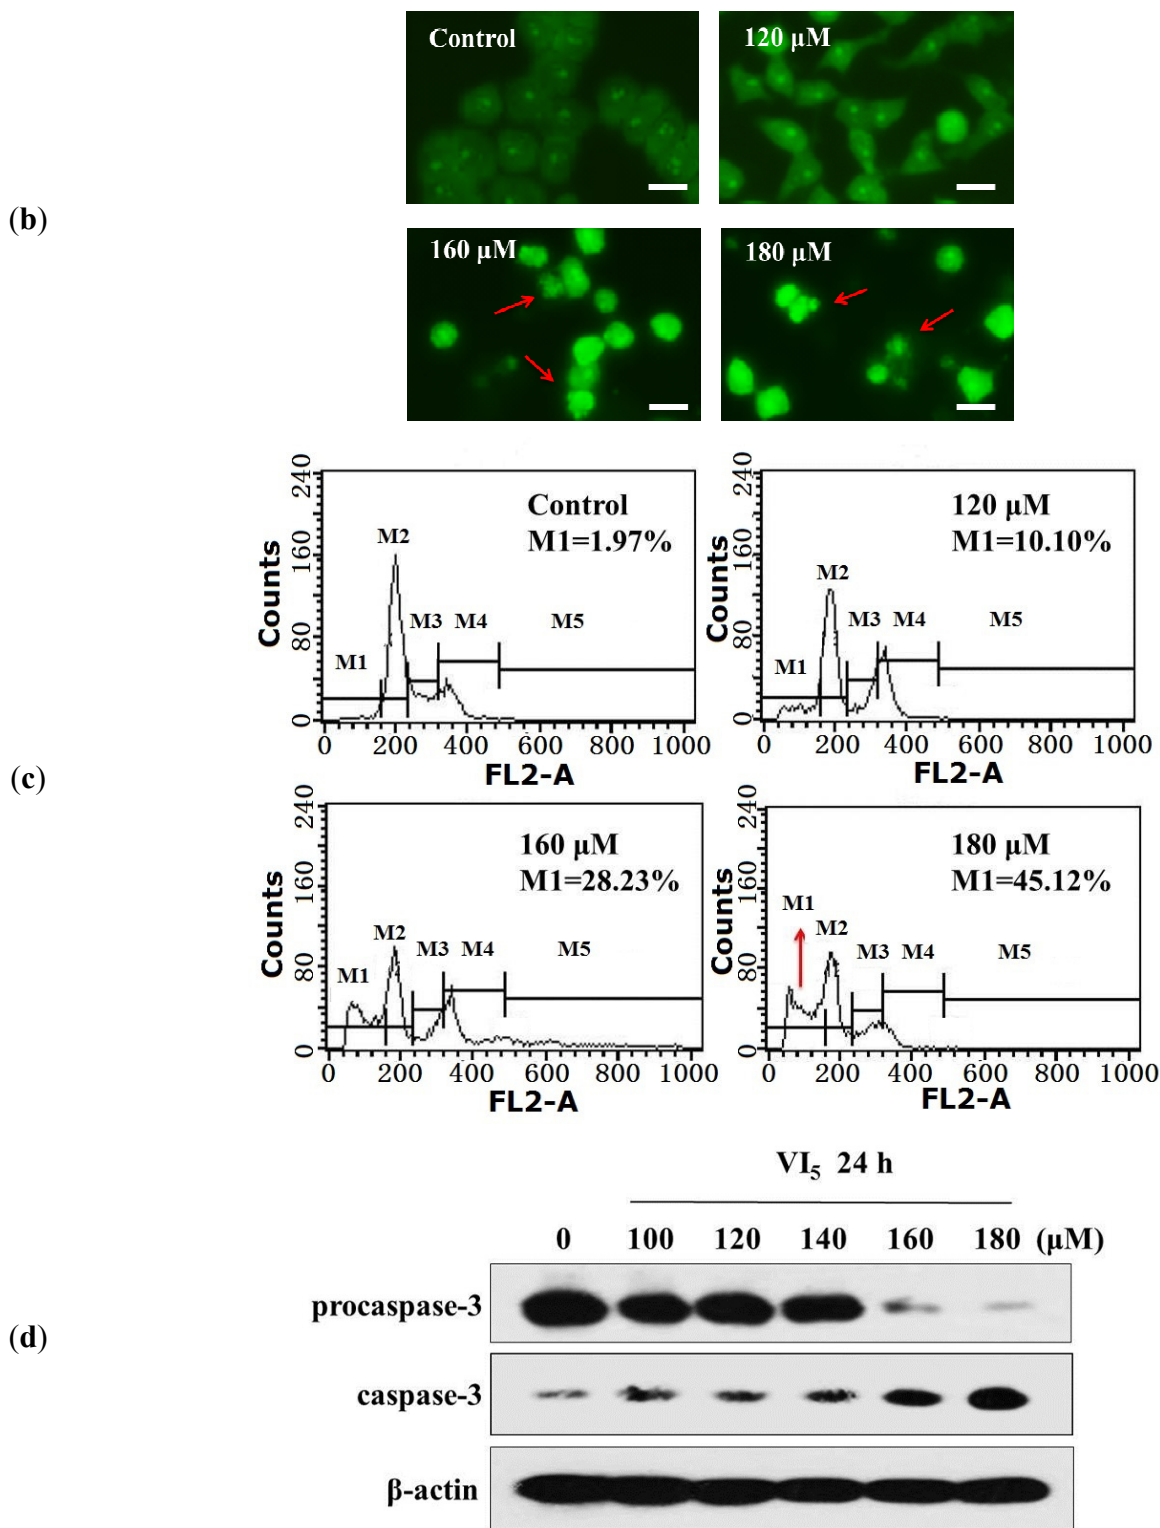 Control
120 μM
(b)
160 μM
180 μM
240
160
80
0
Counts
Control
M1=1.97%
M1
M2
M3
M4
M5
0 200 400 600 800 1000
FL2-A
240
160
80
0
Counts
120 μM
M1=10.10%
M1
M2
M3
M4
M5
0 200 400 600 800 1000
FL2-A
(c)
240
160
80
0
Counts
160 μM
M1=28.23%
M1
M2
M3
M4
M5
0 200 400 600 800 1000
FL2-A
240
160
80
0
Counts
180 μM
M1=45.12%
M1
M2
M3
M4
M5
0 200 400 600 800 1000
FL2-A
VI₅ 24 h
0 100 120 140 160 180 (μM)
procaspase-3
(d)
caspase-3
β-actin